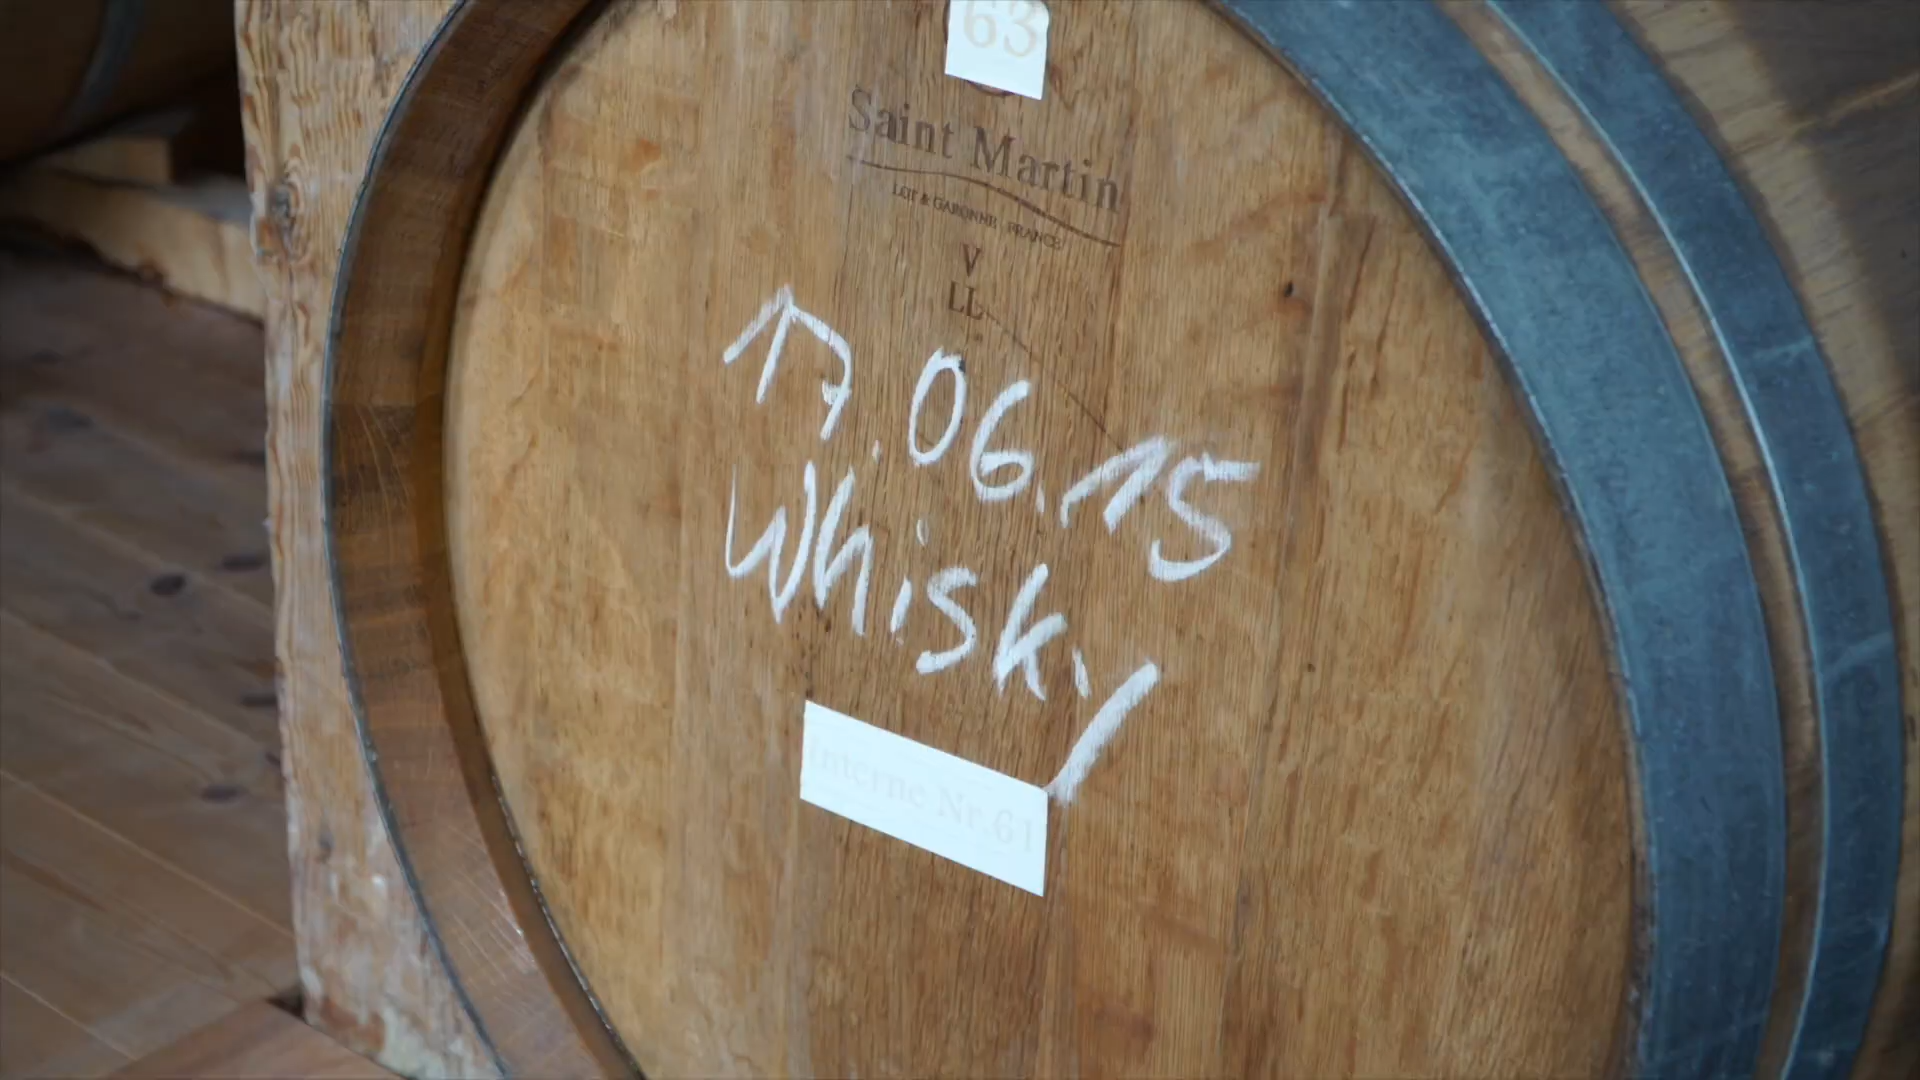 63
Saint Martin
LOT & GARONNE - FRANCE
V
LL
17.06.15
Whisky
Interne Nr. 61